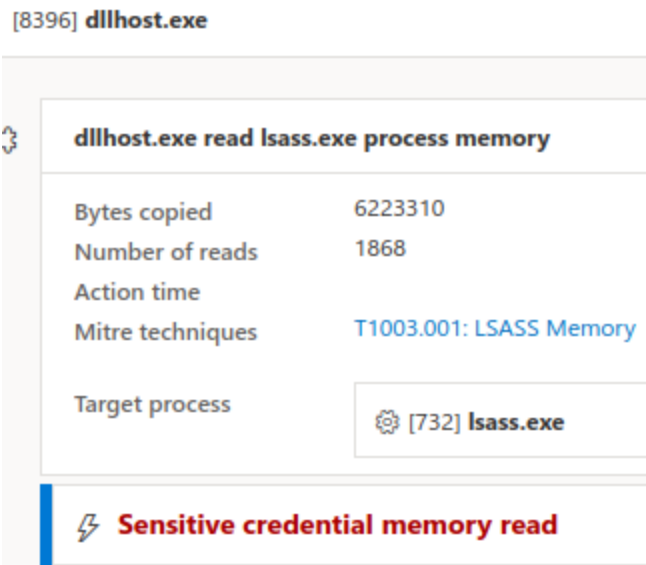 [8396] dllhost.exe
dllhost.exe read lsass.exe process memory
Bytes copied 6223310
Number of reads 1868
Action time
Mitre techniques T1003.001: LSASS Memory
Target process [732] lsass.exe
Sensitive credential memory read